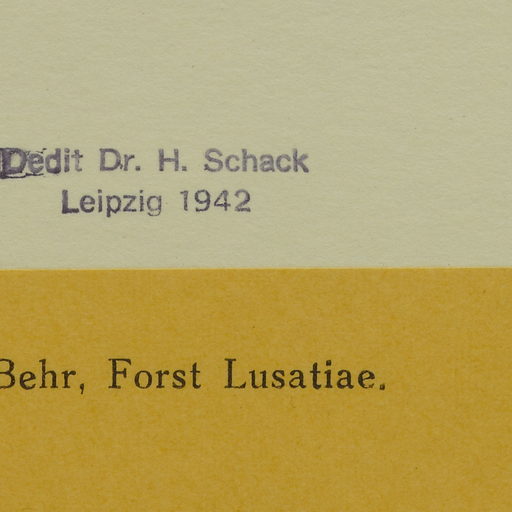 Dedit Dr. H. Schack
Leipzig 1942
Behr, Forst Lusatiae.